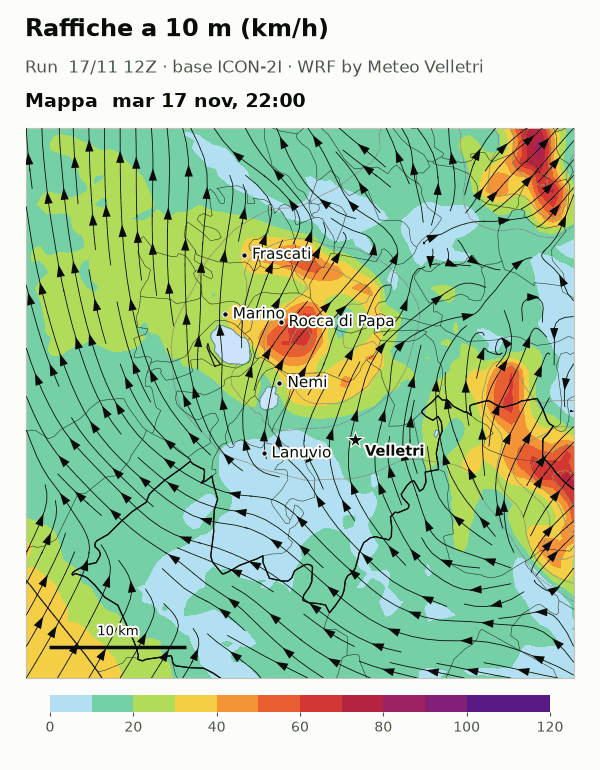 Raffiche a 10 m (km/h)
Run  17/11 12Z · base ICON-2I · WRF by Meteo Velletri
Mappa  mar 17 nov, 22:00
Frascati
Marino
Rocca di Papa
Nemi
Velletri
Lanuvio
10 km
0 20 40 60 80 100 120